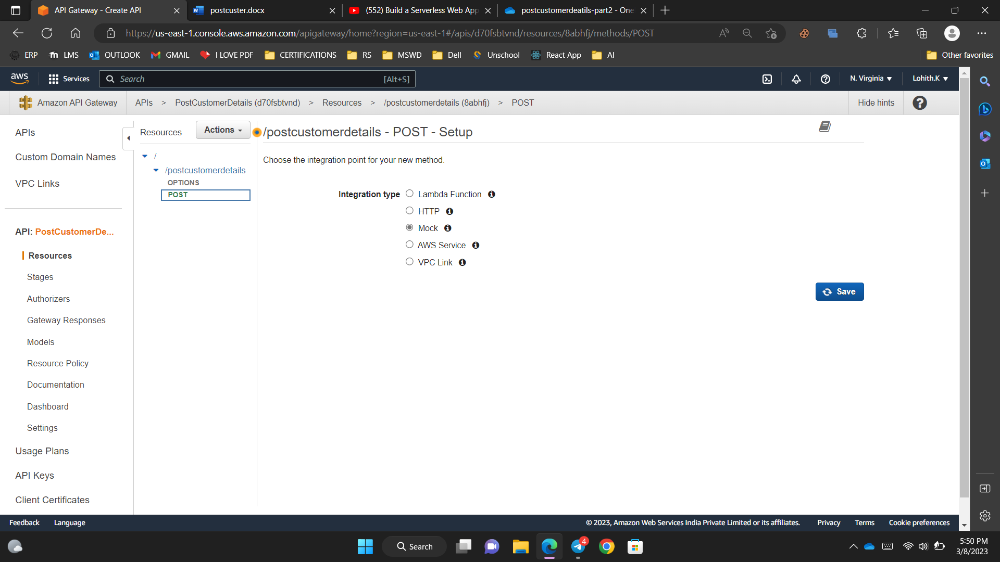 API Gateway - Create API
postcuster.docx
(552) Build a Serverless Web App
postcustomerdeatils-part2 - One
https://us-east-1.console.aws.amazon.com/apigateway/home?region=us-east-1#/apis/d70fsbtvnd/resources/8abhfj/methods/POST
ERP LMS OUTLOOK GMAIL I LOVE PDF CERTIFICATIONS RS MSWD Dell Unschool React App AI Other favorites
aws Services Search [Alt+S] N. Virginia Lohith.K
Amazon API Gateway APIs > PostCustomerDetails (d70fsbtvnd) > Resources > /postcustomerdetails (8abhfj) > POST Hide hints
APIs
Custom Domain Names
VPC Links
API: PostCustomerDe...
Resources
Stages
Authorizers
Gateway Responses
Models
Resource Policy
Documentation
Dashboard
Settings
Usage Plans
API Keys
Client Certificates
Resources Actions
/
/postcustomerdetails
OPTIONS
POST
/postcustomerdetails - POST - Setup
Choose the integration point for your new method.
Integration type Lambda Function
HTTP
Mock
AWS Service
VPC Link
Save
Feedback Language © 2023, Amazon Web Services India Private Limited or its affiliates. Privacy Terms Cookie preferences
Search
4
5:50 PM
3/8/2023